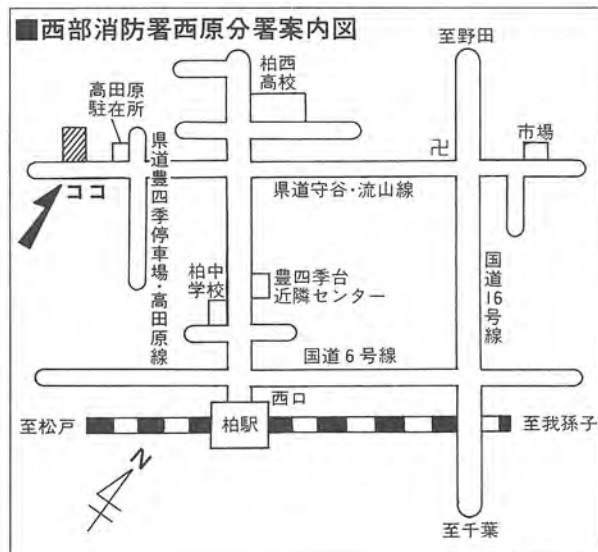 ■西部消防署西原分署案内図
至野田
柏西
高校
高田原
駐在所
市場
卍
ココ
県道豊四季停車場・高田原線
県道守谷・流山線
柏中
学校
豊四季台
近隣センター
国道16号線
国道6号線
西口
至松戸
柏駅
至我孫子
N
至千葉